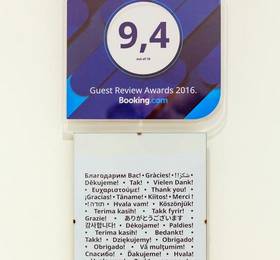 9,4
out of 10
Guest Review Awards 2016.
Booking.com
Благодарим Вас! • Gràcies! • شكرًا! •
Dėkujeme! • Tak! • Vielen Dank!
• Ευχαριστούμε! • Thank you! •
¡Gracias! • Täname! • Kiitos! • Merci !
• תודה! • Hvala vam! • Köszönjük!
• Terima kasih! • Takk fyrir! •
Grazie! • ありがとうございます •
감사합니다! • Dėkojame! • Paldies!
• Terima kasih! • Bedankt! •
Takk! • Dziękujemy! • Obrigado!
• Obrigado! • Vă mulțumim! •
Спасибо! • Ďakujeme! • Hvala!